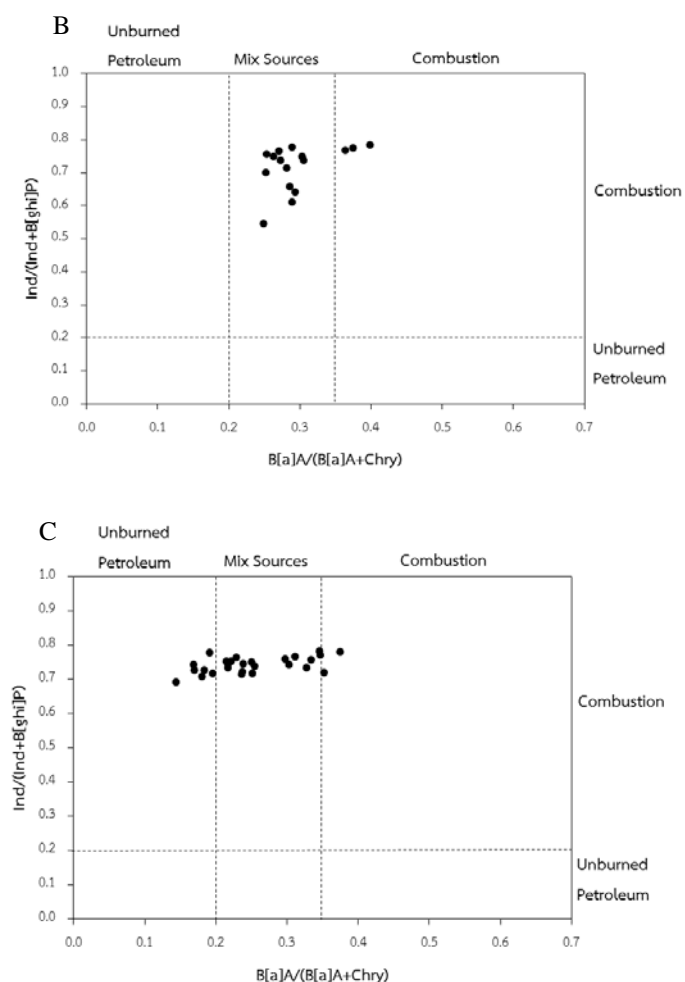 B
Unburned
Petroleum
Mix Sources
Combustion
1.0
0.9
0.8
0.7
0.6
0.5
0.4
0.3
0.2
0.1
0.0
Ind/(Ind+B[ghi]P)
Combustion
Unburned
Petroleum
0.0 0.1 0.2 0.3 0.4 0.5 0.6 0.7
B[a]A/(B[a]A+Chry)
C
Unburned
Petroleum
Mix Sources
Combustion
1.0
0.9
0.8
0.7
0.6
0.5
0.4
0.3
0.2
0.1
0.0
Ind/(Ind+B[ghi]P)
Combustion
Unburned
Petroleum
0.0 0.1 0.2 0.3 0.4 0.5 0.6 0.7
B[a]A/(B[a]A+Chry)